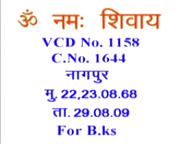 ॐ नमः शिवाय
VCD No. 1158
C.No. 1644
नागपुर
मु. 22,23.08.68
ता. 29.08.09
For B.ks